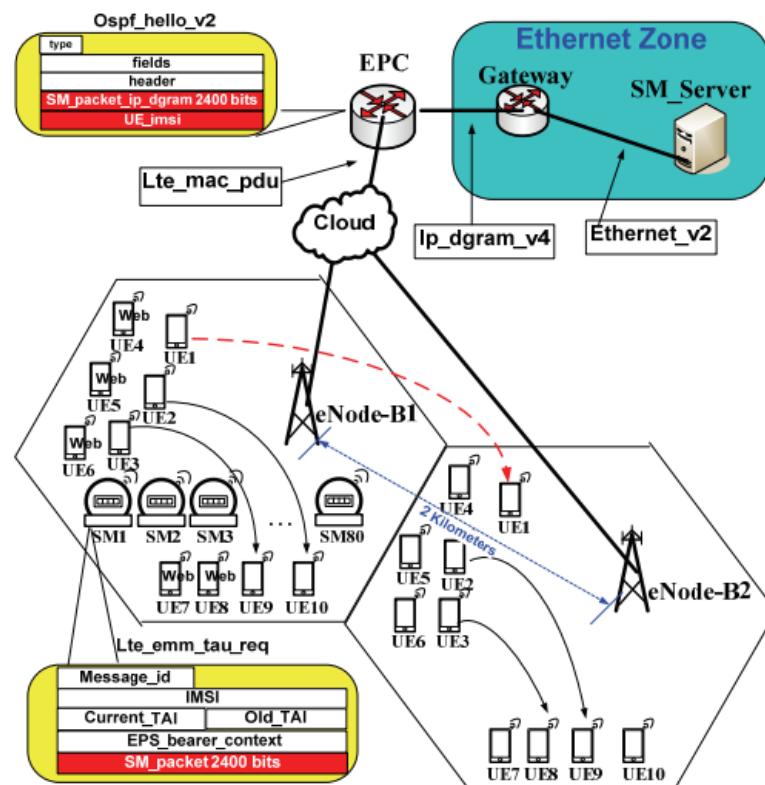 Ospf_hello_v2
type
fields
header
SM_packet_ip_dgram 2400 bits
UE_imsi
EPC
Ethernet Zone
Gateway
SM_Server
Lte_mac_pdu
Cloud
Ip_dgram_v4
Ethernet_v2
Web
UE4
UE1
Web
UE5
UE2
Web
UE6
UE3
eNode-B1
SM1
SM2
SM3
...
SM80
Web
UE7
Web
UE8
UE9
UE10
2 Kilometers
UE4
UE1
UE5
UE2
UE6
UE3
eNode-B2
UE7
UE8
UE9
UE10
Lte_emm_tau_req
Message_id
IMSI
Current_TAI
Old_TAI
EPS_bearer_context
SM_packet 2400 bits